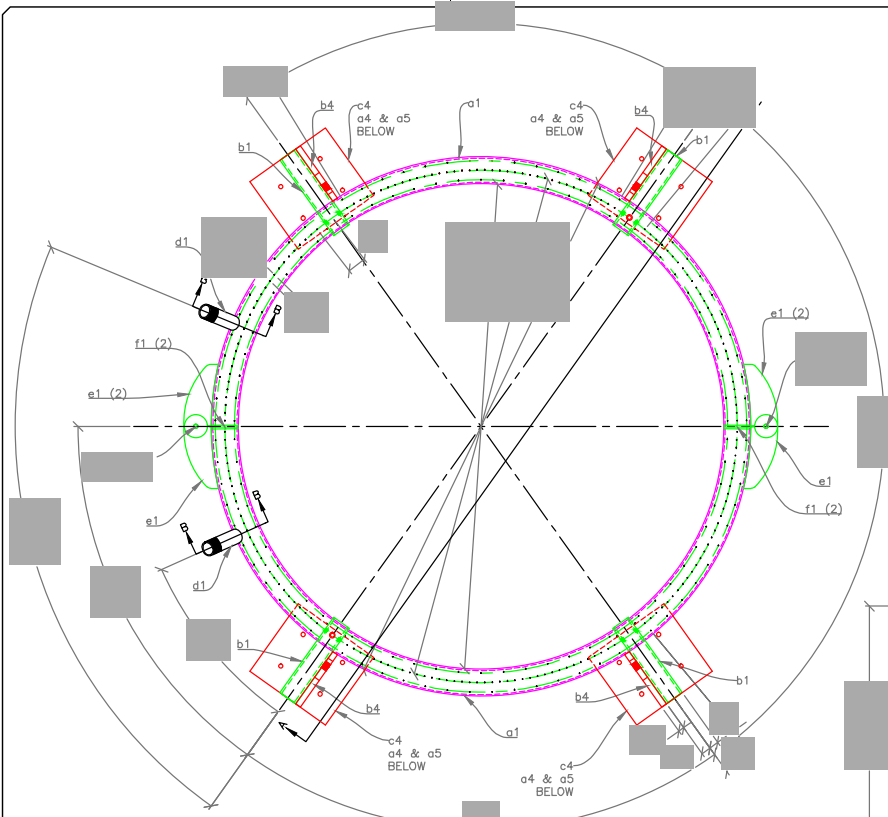 b4
c4
a4 & a5
BELOW
a1
c4
a4 & a5
BELOW
b4
b1
b1
d1
B
B
f1 (2)
e1 (2)
e1 (2)
e1
e1
f1 (2)
B
B
d1
b1
b4
A
c4
a4 & a5
BELOW
a1
b4
b1
c4
a4 & a5
BELOW